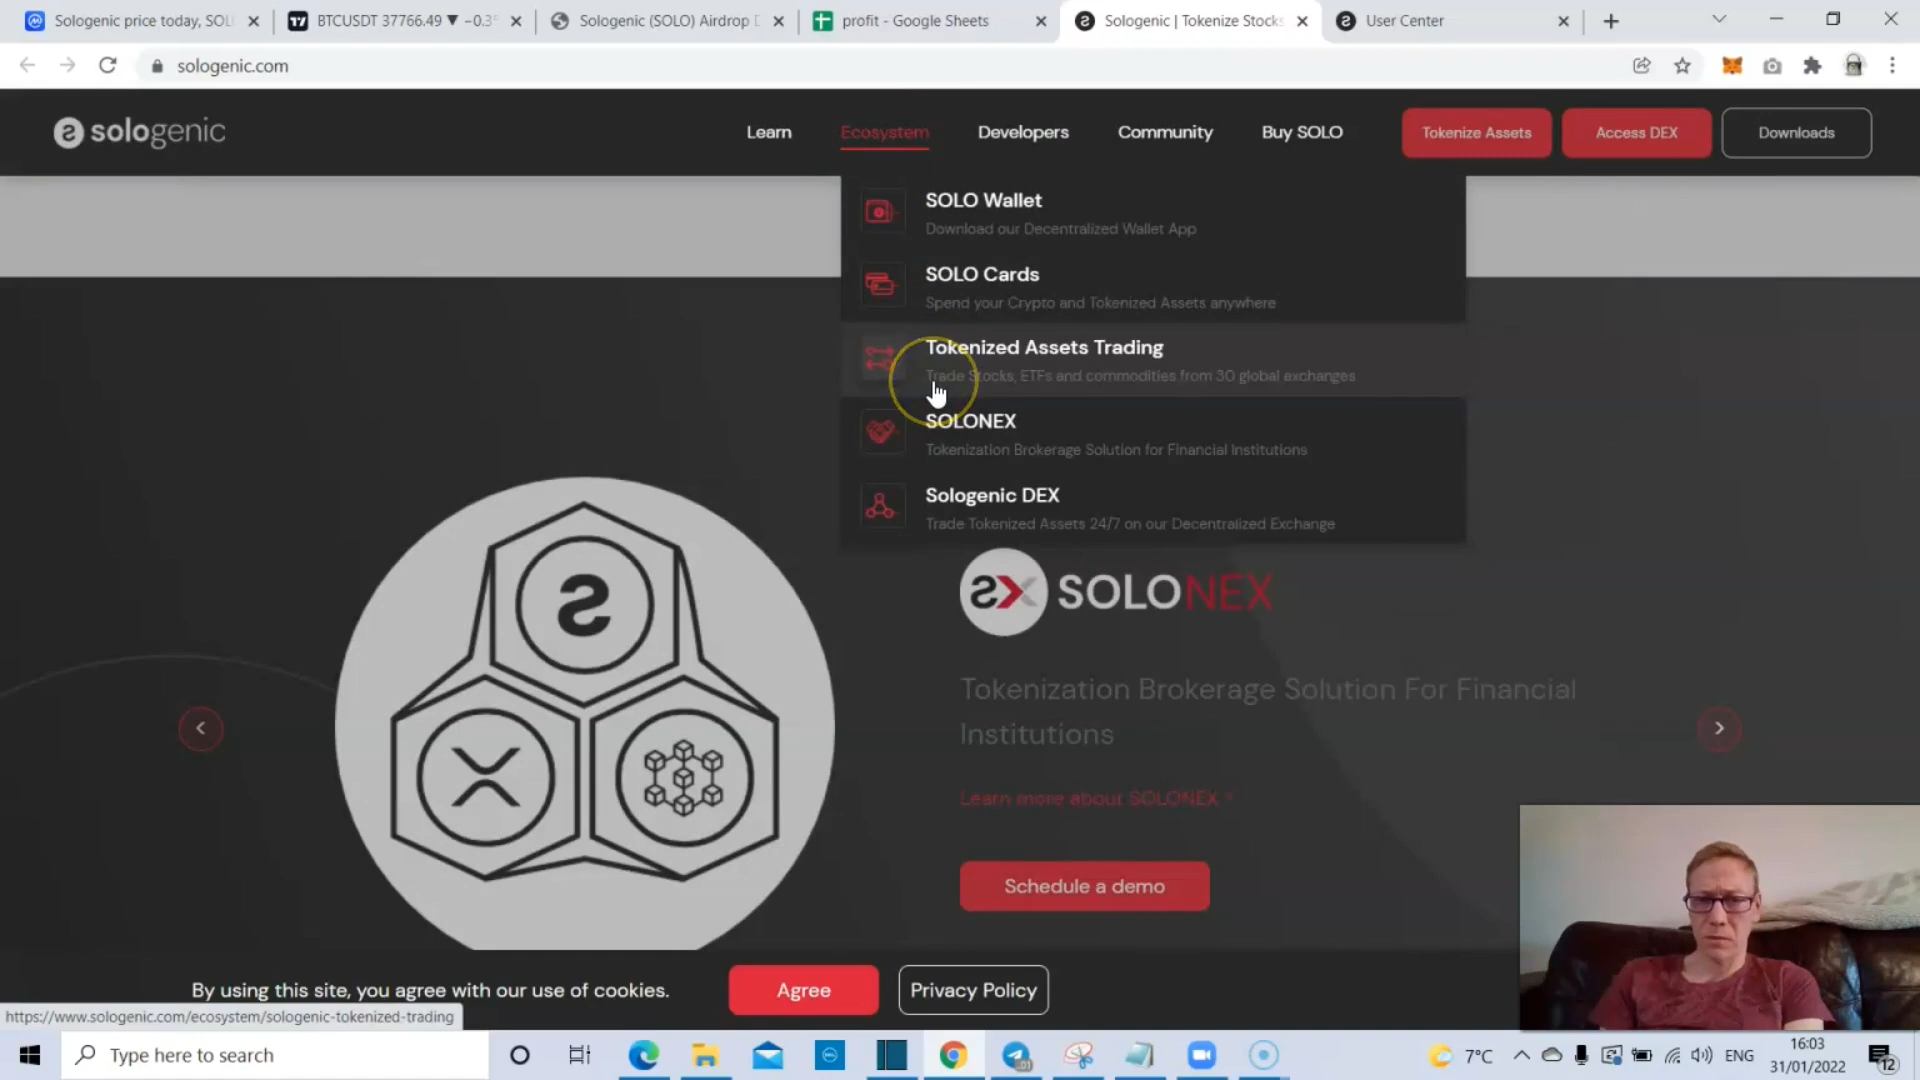 Sologenic price today, SOL
BTCUSDT 37766.49 ▼ −0.3
Sologenic (SOLO) Airdrop
profit - Google Sheets
Sologenic | Tokenize Stocks
User Center
sologenic.com
sologenic
Learn
Ecosystem
Developers
Community
Buy SOLO
Tokenize Assets
Access DEX
Downloads
SOLO Wallet
Download our Decentralized Wallet App
SOLO Cards
Spend your Crypto and Tokenized Assets anywhere
Tokenized Assets Trading
Trade Stocks, ETFs and commodities from 30 global exchanges
SOLONEX
Tokenization Brokerage Solution for Financial Institutions
Sologenic DEX
Trade Tokenized Assets 24/7 on our Decentralized Exchange
SOLONEX
Tokenization Brokerage Solution For Financial
Institutions
Learn more about SOLONEX
Schedule a demo
By using this site, you agree with our use of cookies.
Agree
Privacy Policy
https://www.sologenic.com/ecosystem/sologenic-tokenized-trading
Type here to search
7°C
ENG
16:03
31/01/2022
12